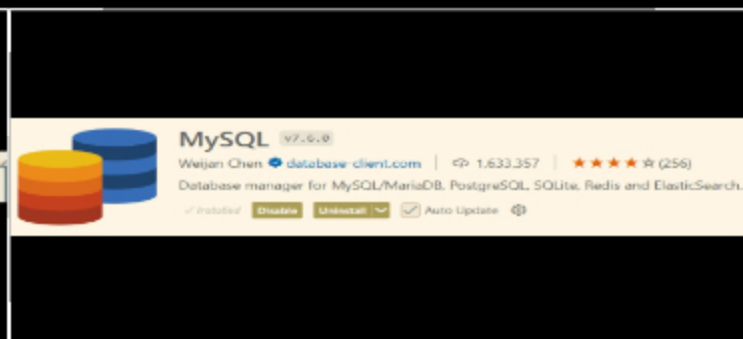 MySQL v7.6.0
Weijan Chen database-client.com | 1,633,357 | (256)
Database manager for MySQL/MariaDB, PostgreSQL, SQLite, Redis and ElasticSearch.
Installed Disable Uninstall Auto Update